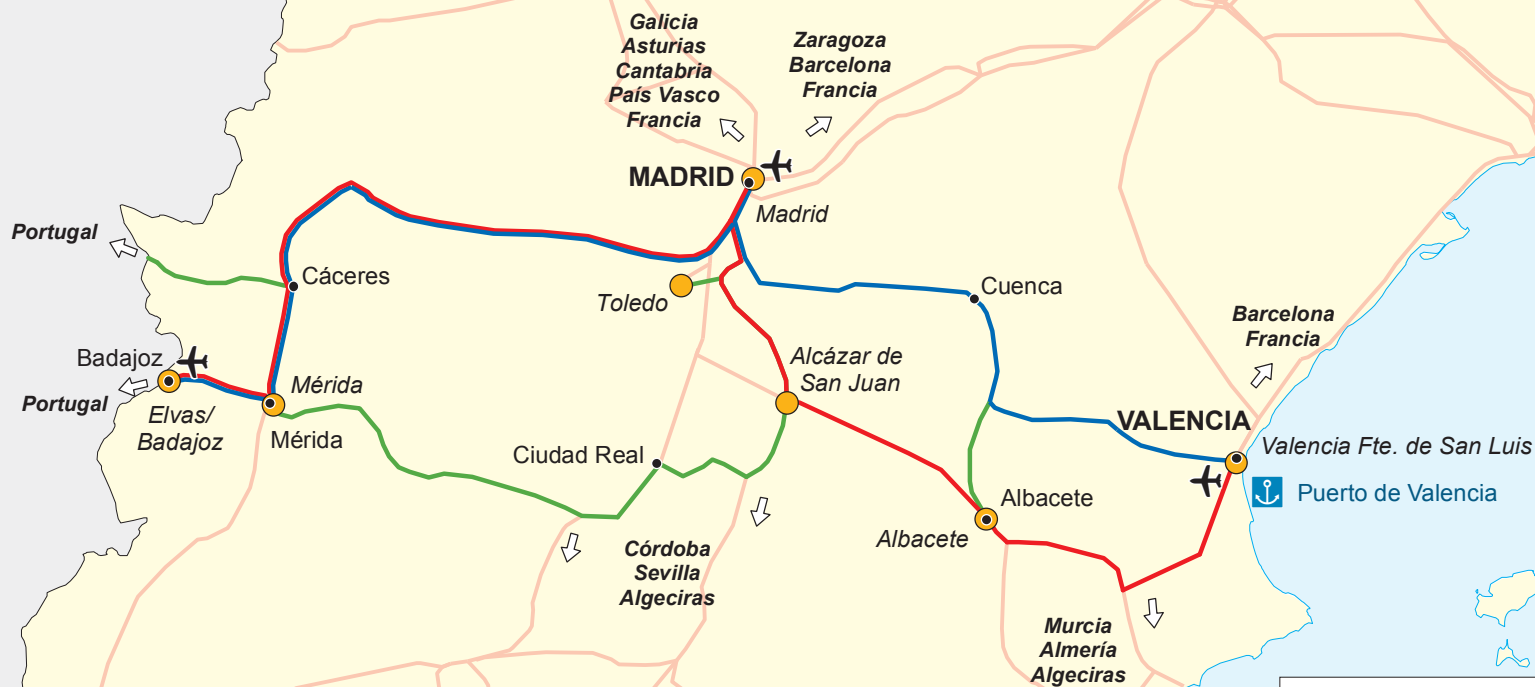 Galicia
Asturias
Cantabria
País Vasco
Francia
Zaragoza
Barcelona
Francia
MADRID
Madrid
Portugal
Cáceres
Toledo
Cuenca
Barcelona
Francia
Badajoz
Portugal
Elvas/
Badajoz
Mérida
Mérida
Alcázar de
San Juan
Ciudad Real
VALENCIA
Valencia Fte. de San Luis
Puerto de Valencia
Albacete
Albacete
Córdoba
Sevilla
Algeciras
Murcia
Almería
Algeciras